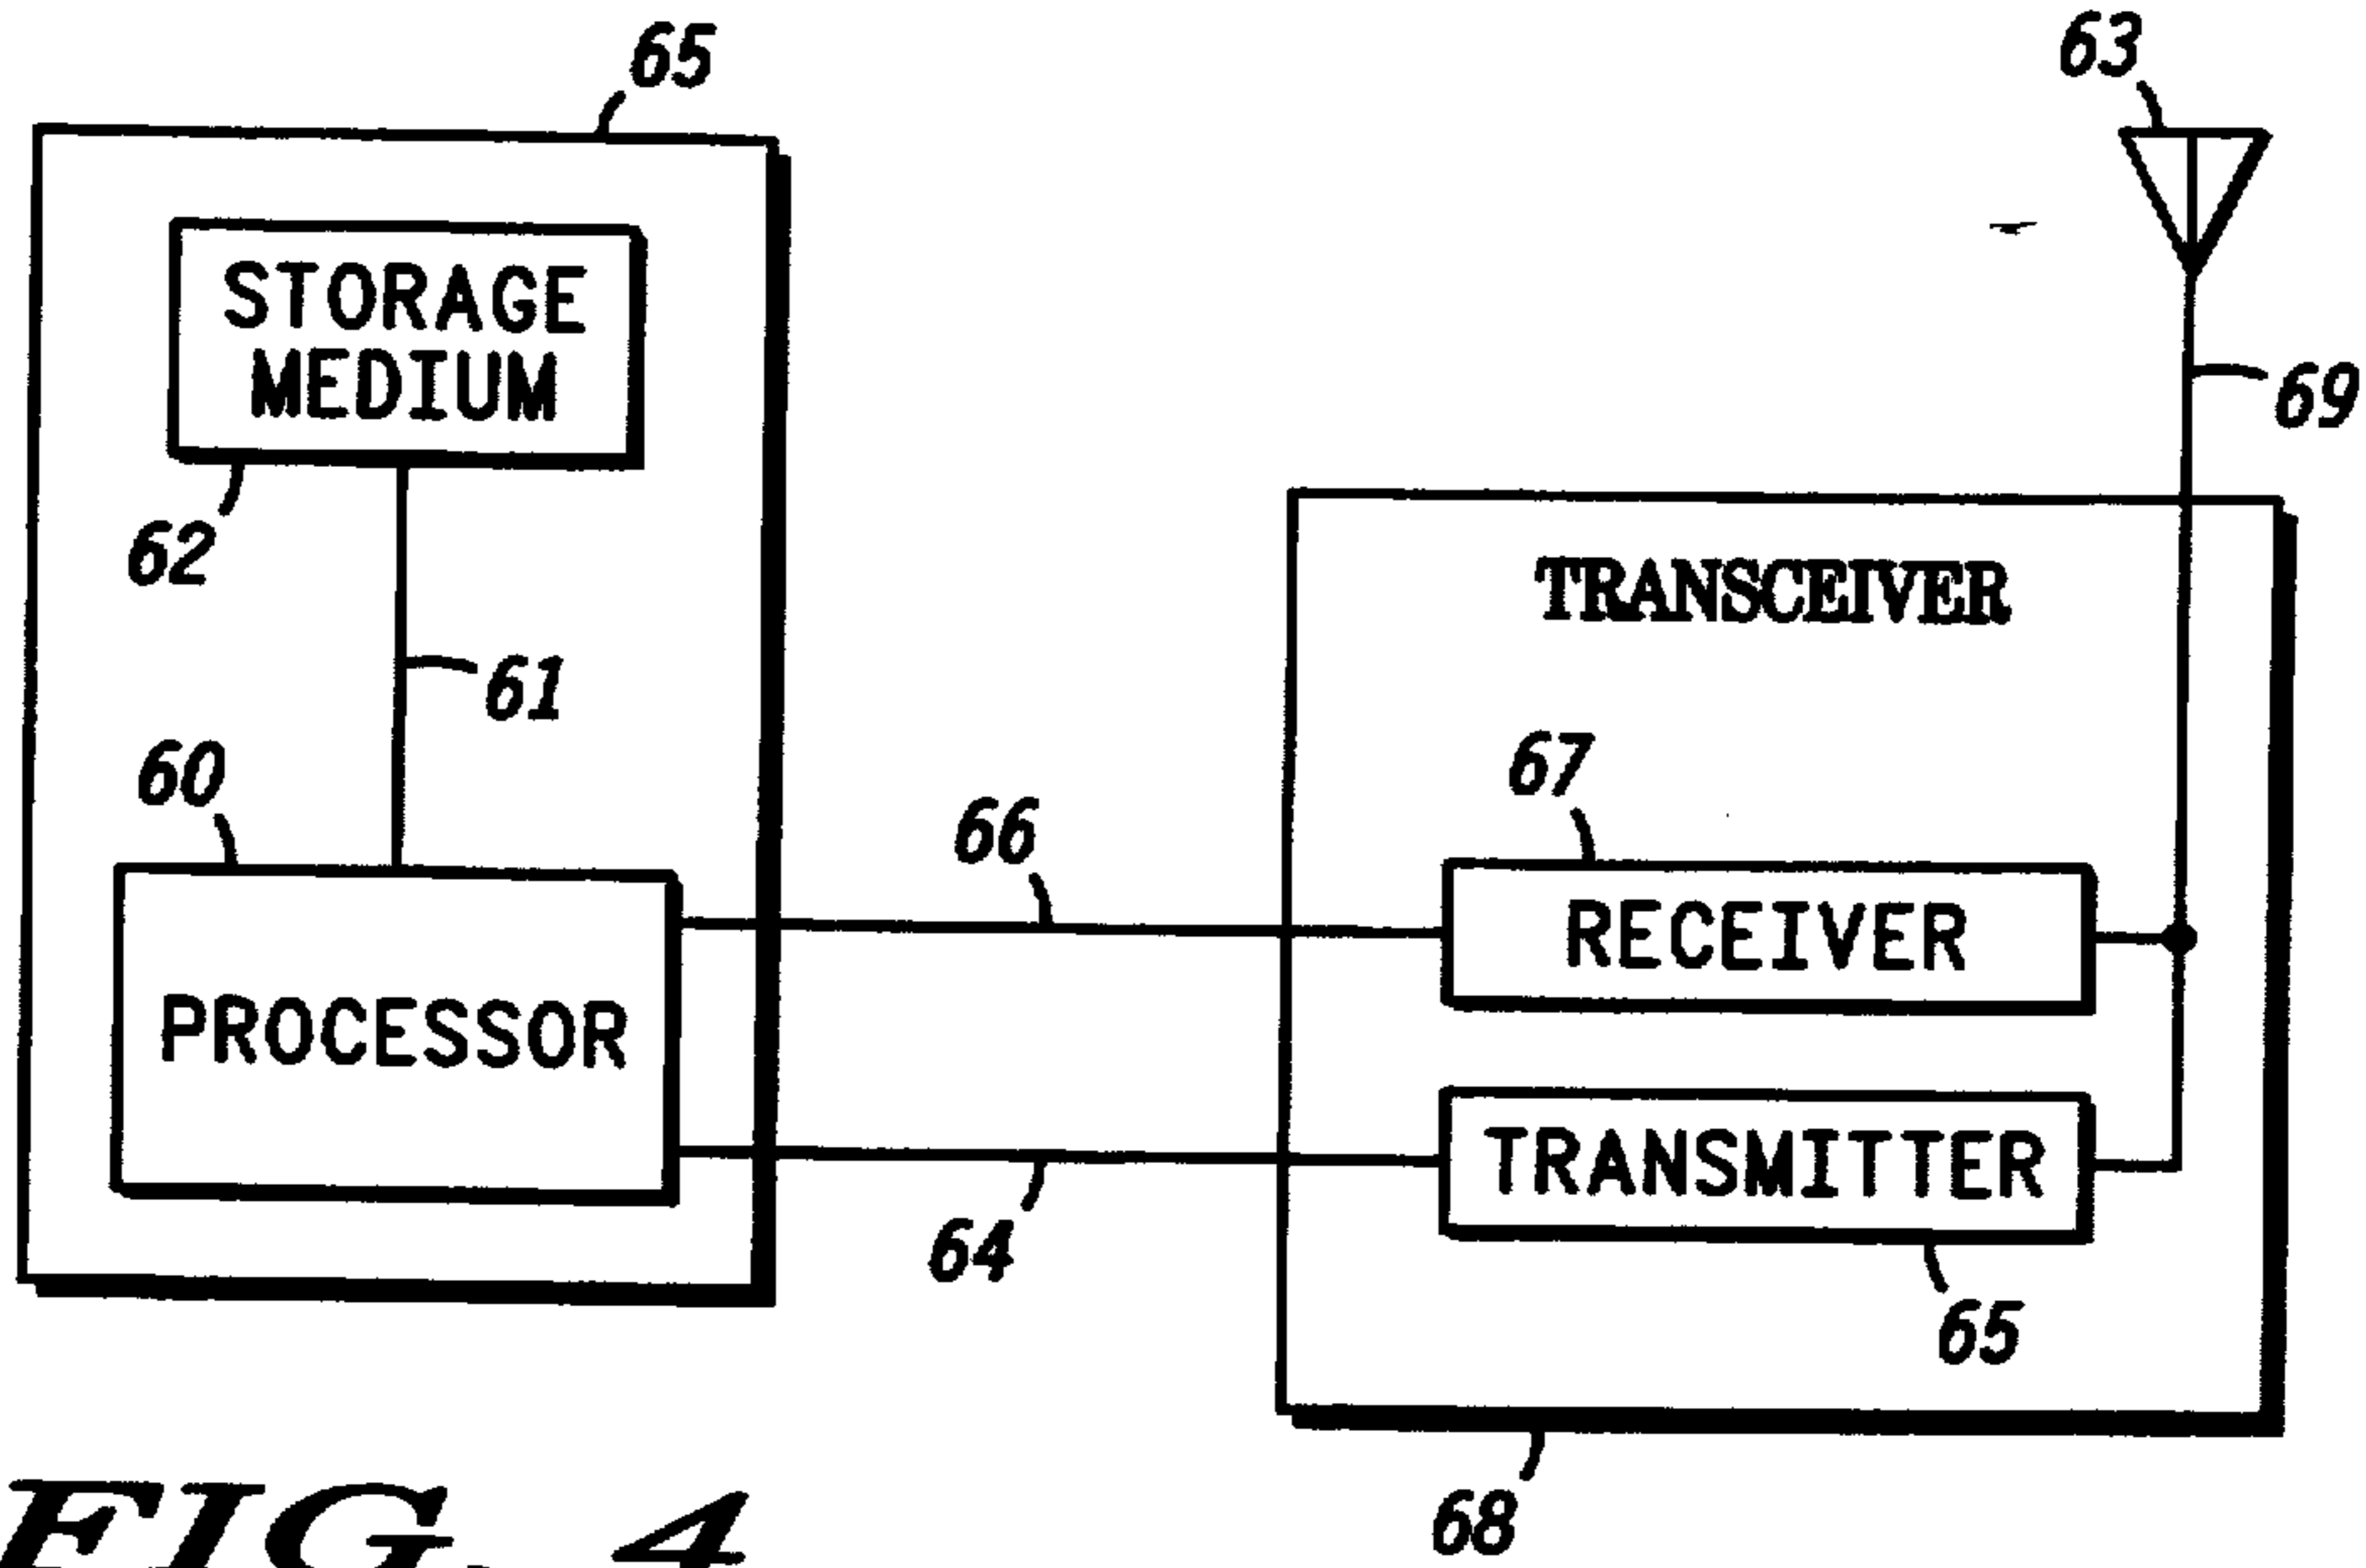 65
63
STORAGE
MEDIUM
69
62
TRANSCEIVER
61
67
60
66
RECEIVER
PROCESSOR
TRANSMITTER
64
65
68
FIG. 4